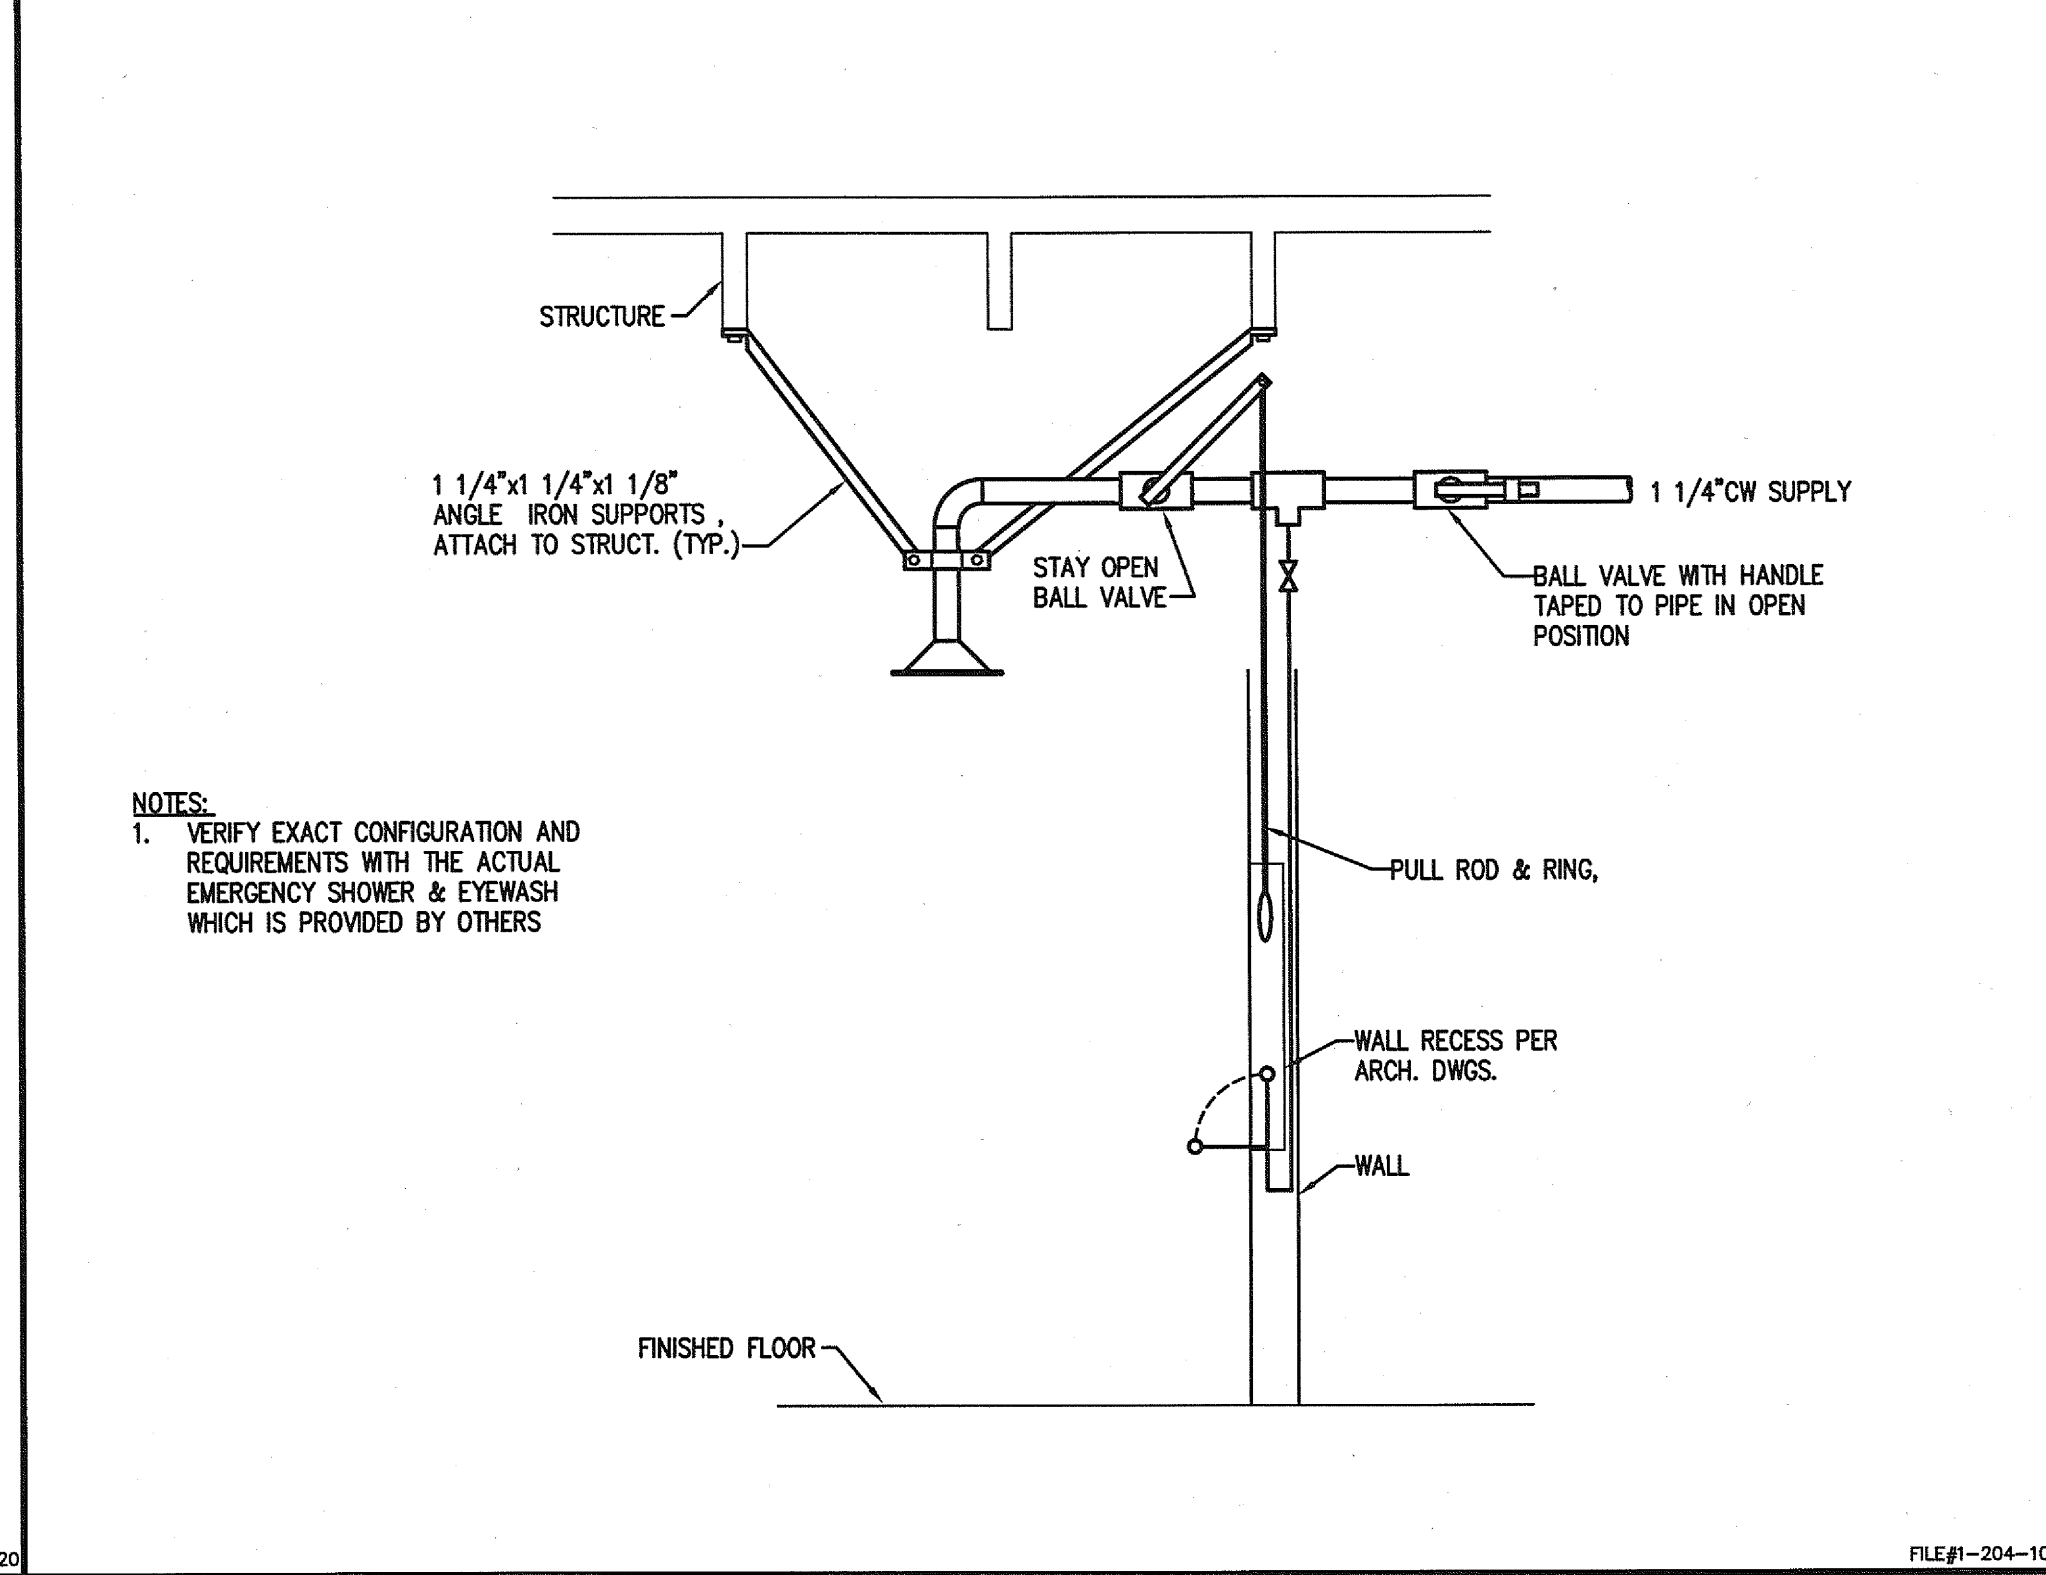 STRUCTURE
1 1/4"x1 1/4"x1 1/8"
ANGLE IRON SUPPORTS ,
ATTACH TO STRUCT. (TYP.)
1 1/4"CW SUPPLY
STAY OPEN
BALL VALVE
BALL VALVE WITH HANDLE
TAPED TO PIPE IN OPEN
POSITION
NOTES:
1. VERIFY EXACT CONFIGURATION AND
REQUIREMENTS WITH THE ACTUAL
EMERGENCY SHOWER & EYEWASH
WHICH IS PROVIDED BY OTHERS
PULL ROD & RING,
WALL RECESS PER
ARCH. DWGS.
WALL
FINISHED FLOOR
20
FILE#1-204-10